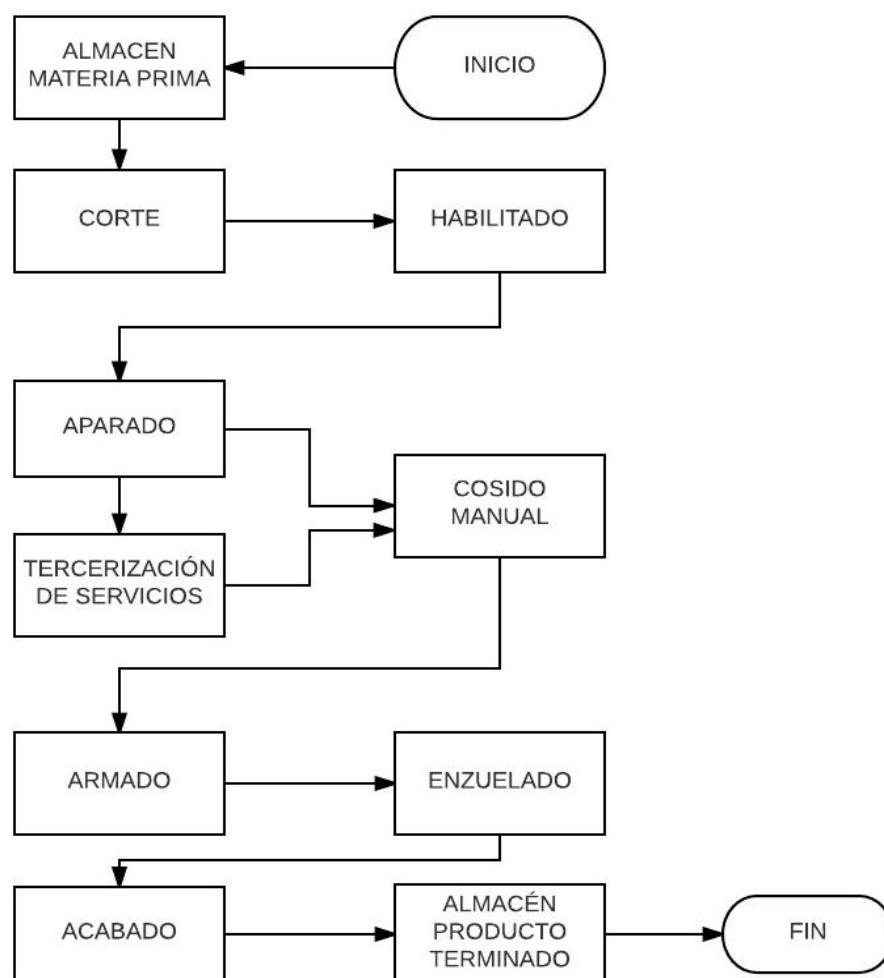 INICIO
ALMACEN
MATERIA PRIMA
CORTE
HABILITADO
APARADO
COSIDO
MANUAL
TERCERIZACIÓN
DE SERVICIOS
ARMADO
ENZUELADO
ACABADO
ALMACÉN
PRODUCTO
TERMINADO
FIN